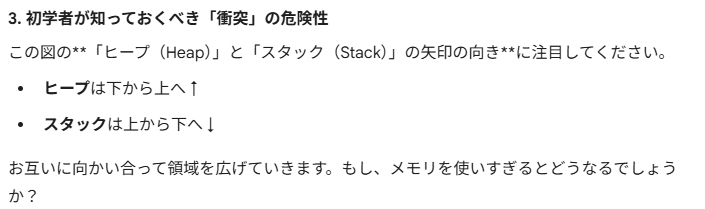 3. 初学者が知っておくべき「衝突」の危険性
この図の**「ヒープ（Heap）」と「スタック（Stack）」の矢印の向き**に注目してください。
• ヒープは下から上へ↑
• スタックは上から下へ↓
お互いに向かい合って領域を広げていきます。もし、メモリを使いすぎるとどうなるでしょう
か？